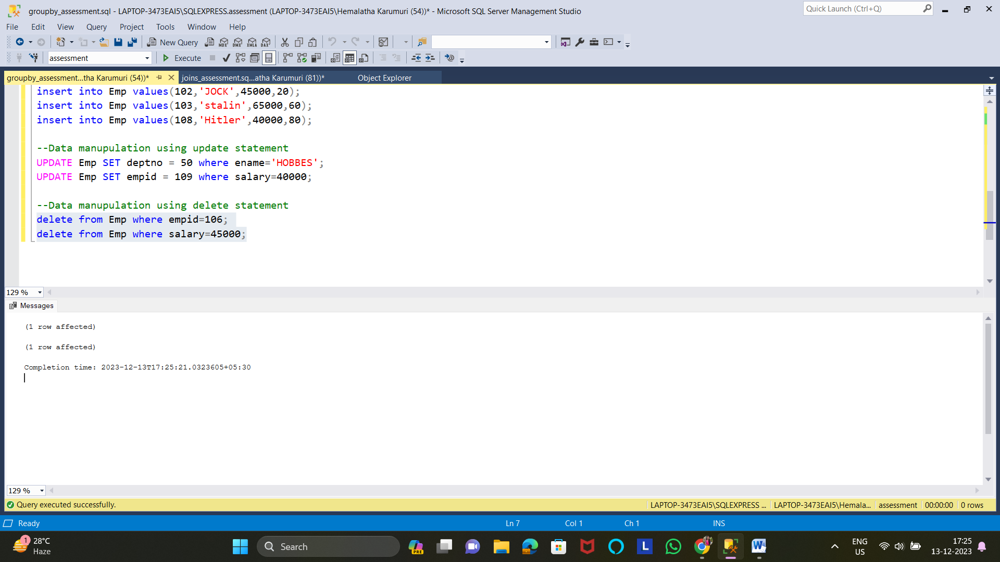 groupby_assessment.sql - LAPTOP-3473EAI5\SQLEXPRESS.assessment (LAPTOP-3473EAI5\Hemalatha Karumuri (54))* - Microsoft SQL Server Management Studio
Quick Launch (Ctrl+Q)
File Edit View Query Project Tools Window Help
New Query
MDX DMX XMLA DAX
assessment
Execute
groupby_assessment...tha Karumuri (54))*
joins_assessment.sq...atha Karumuri (81))*
Object Explorer
insert into Emp values(102,'JOCK',45000,20);
insert into Emp values(103,'stalin',65000,60);
insert into Emp values(108,'Hitler',40000,80);
--Data manupulation using update statement
UPDATE Emp SET deptno = 50 where ename='HOBBES';
UPDATE Emp SET empid = 109 where salary=40000;
--Data manupulation using delete statement
delete from Emp where empid=106;
delete from Emp where salary=45000;
129 %
Messages
(1 row affected)
(1 row affected)
Completion time: 2023-12-13T17:25:21.0323605+05:30
129 %
Query executed successfully.
LAPTOP-3473EAI5\SQLEXPRESS ...
LAPTOP-3473EAI5\Hemala...
assessment
00:00:00
0 rows
Ready
Ln 7
Col 1
Ch 1
INS
1
28°C
Haze
Search
PRE
L
W
ENG
US
17:25
13-12-2023